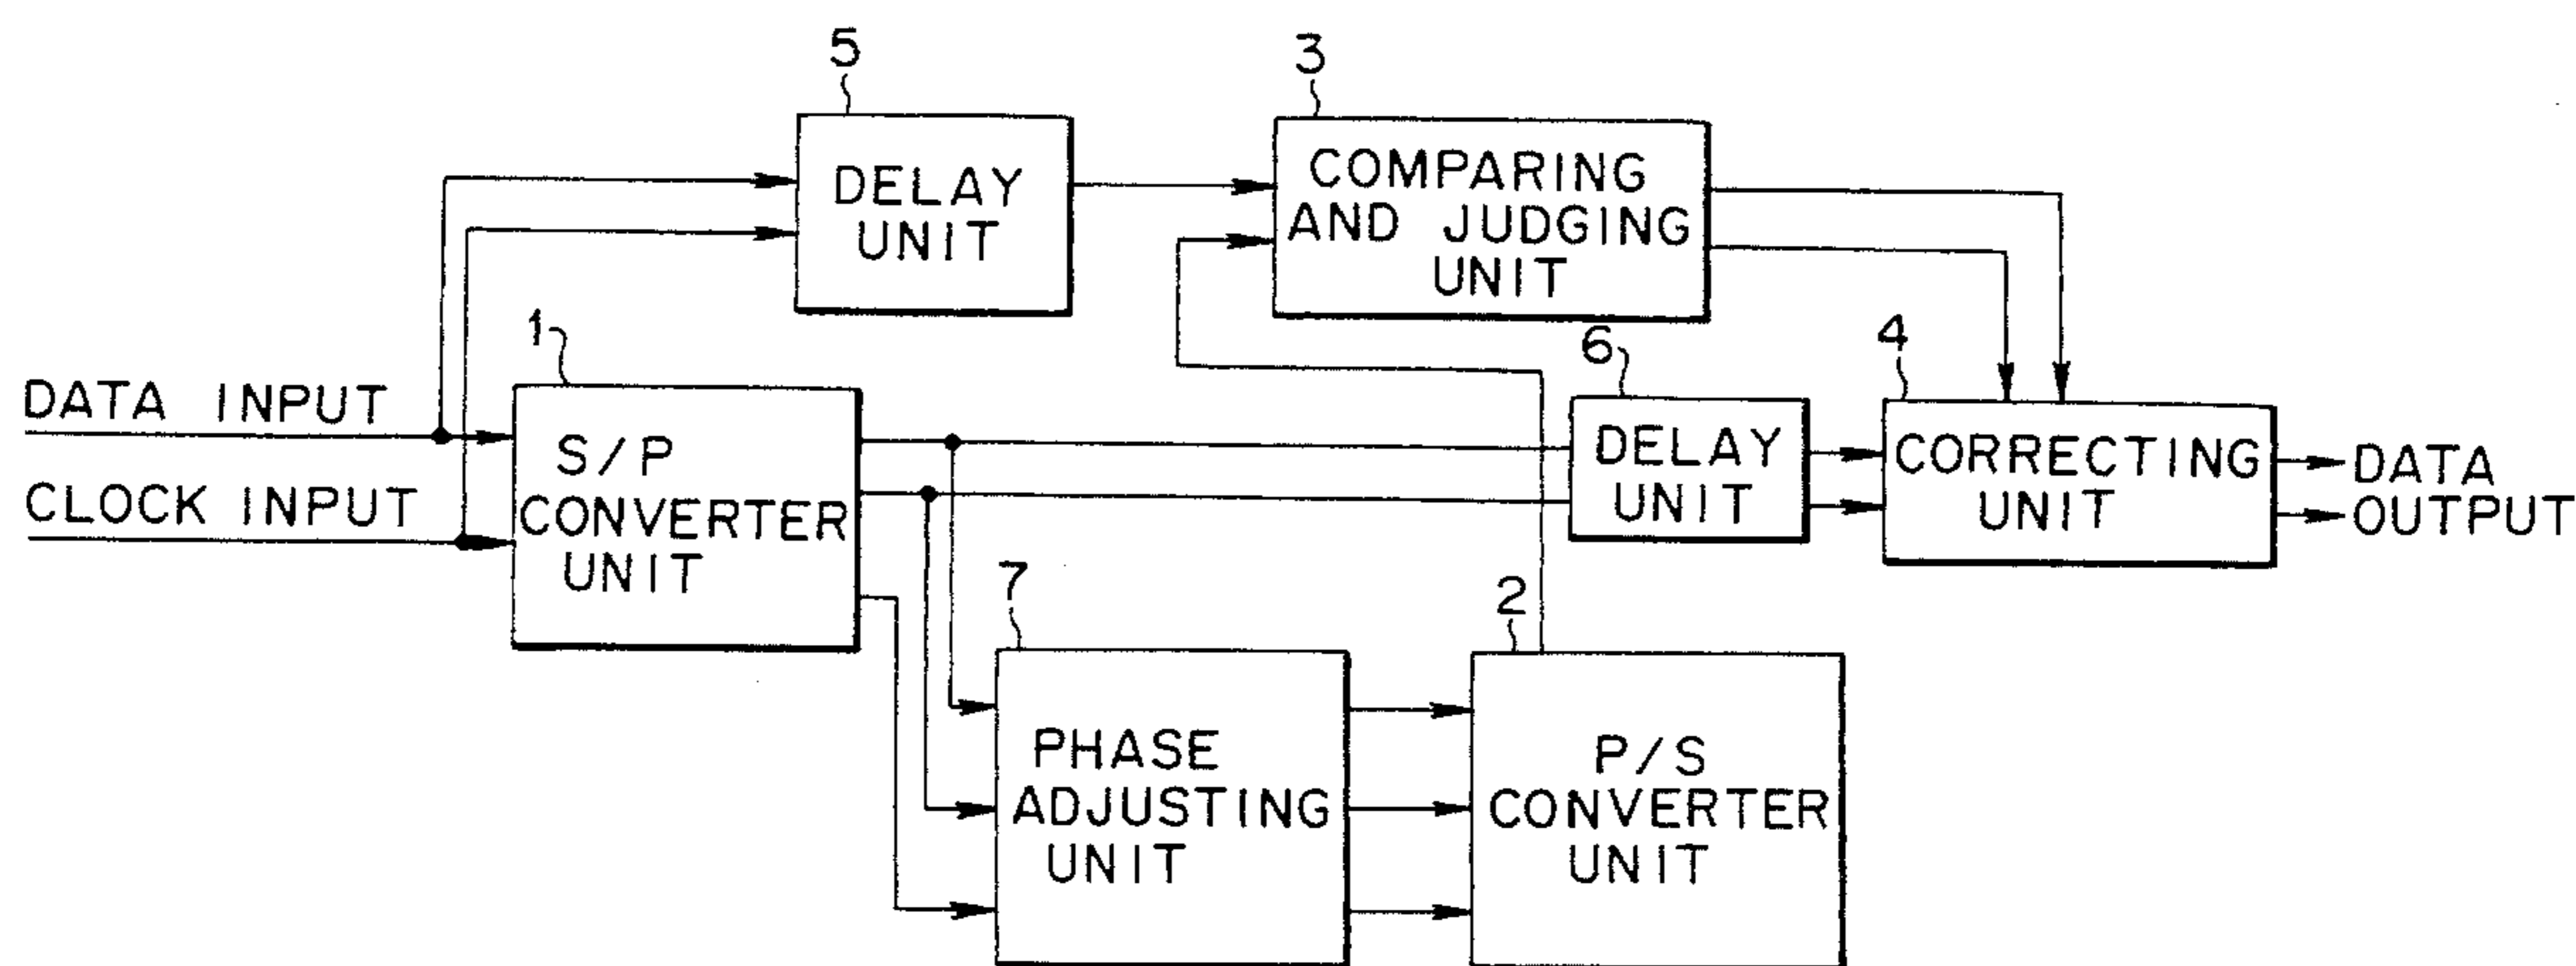 5
3
DELAY
UNIT
COMPARING
AND JUDGING
UNIT
1
6
4
DATA INPUT
CLOCK INPUT
S/P
CONVERTER
UNIT
DELAY
UNIT
CORRECTING
UNIT
DATA
OUTPUT
7
2
PHASE
ADJUSTING
UNIT
P/S
CONVERTER
UNIT